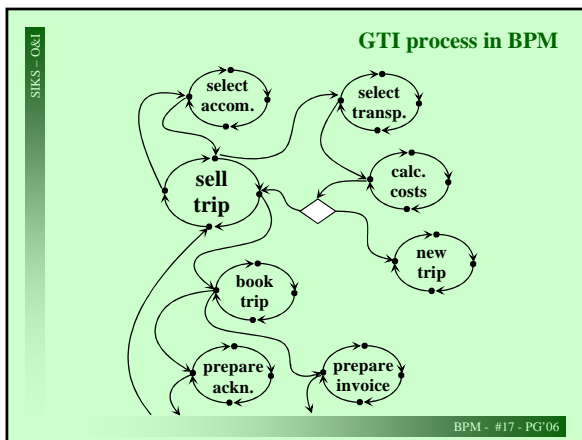 SIKS – O&I
GTI process in BPM
select
accom.
select
transp.
sell
trip
calc.
costs
new
trip
book
trip
prepare
ackn.
prepare
invoice
BPM - #17 - PG'06